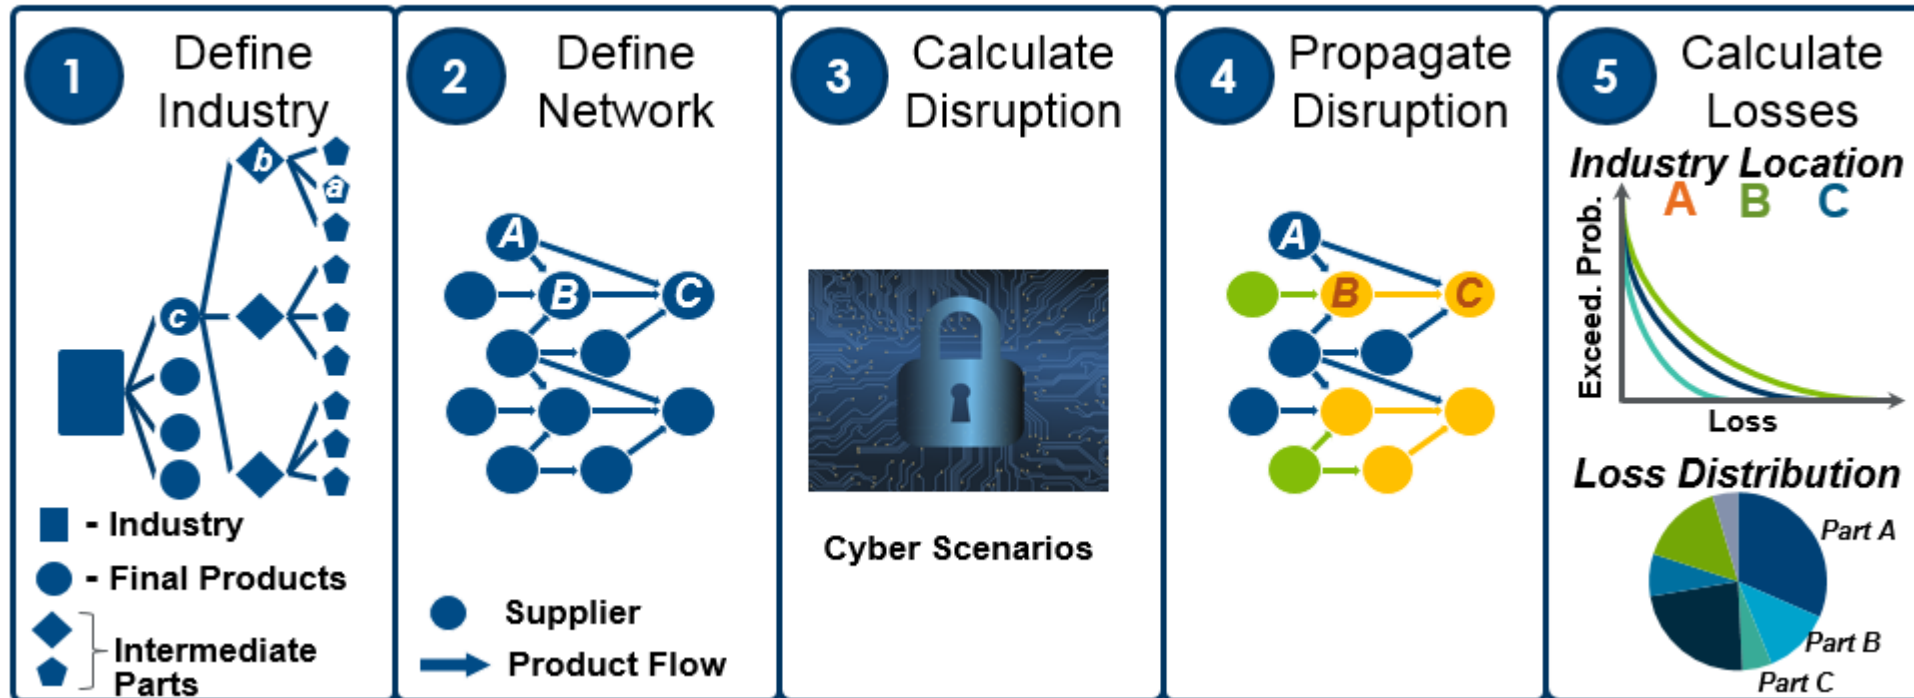 1
Define
Industry
b
a
c
- Industry
- Final Products
Intermediate
Parts
2
Define
Network
A
B
C
Supplier
Product Flow
3
Calculate
Disruption
Cyber Scenarios
4
Propagate
Disruption
A
B
C
5
Calculate
Losses
Industry Location
A B C
Exceed. Prob.
Loss
Loss Distribution
Part A
Part B
Part C